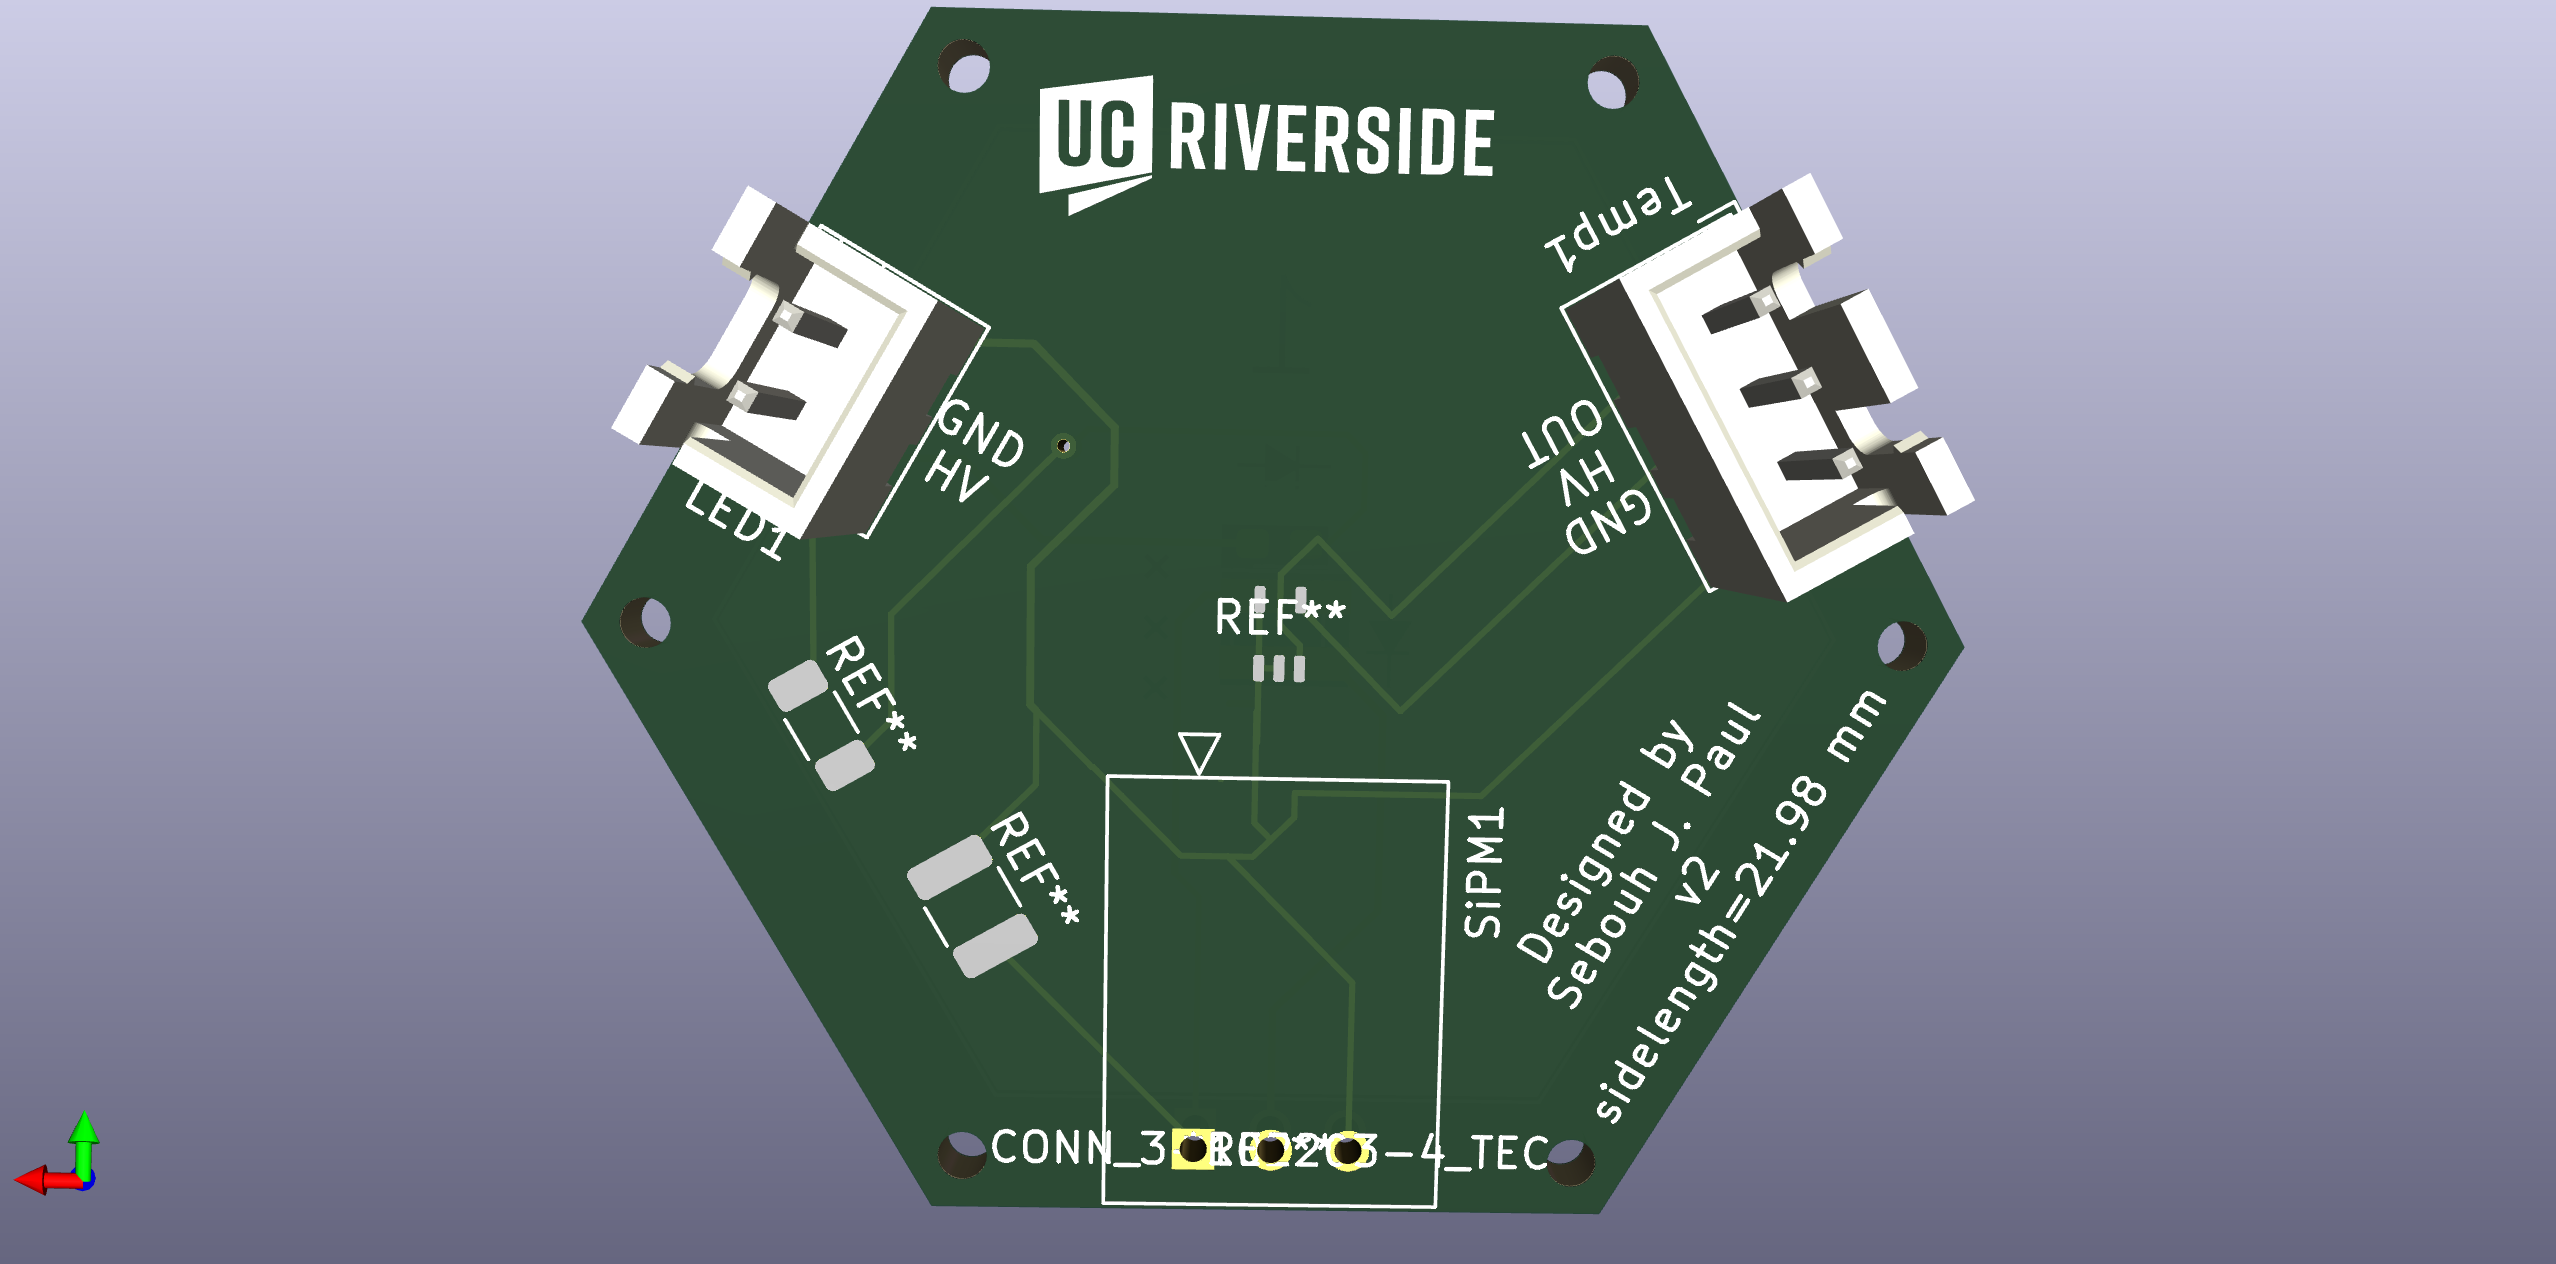 UC RIVERSIDE
Temp1
GND
HV
LED1
OUT
HV
GND
REF**
REF**
REF**
SiPM1
Designed by
Sebouh J. Paul
v2
sidelength=21.98 mm
-4_TEC